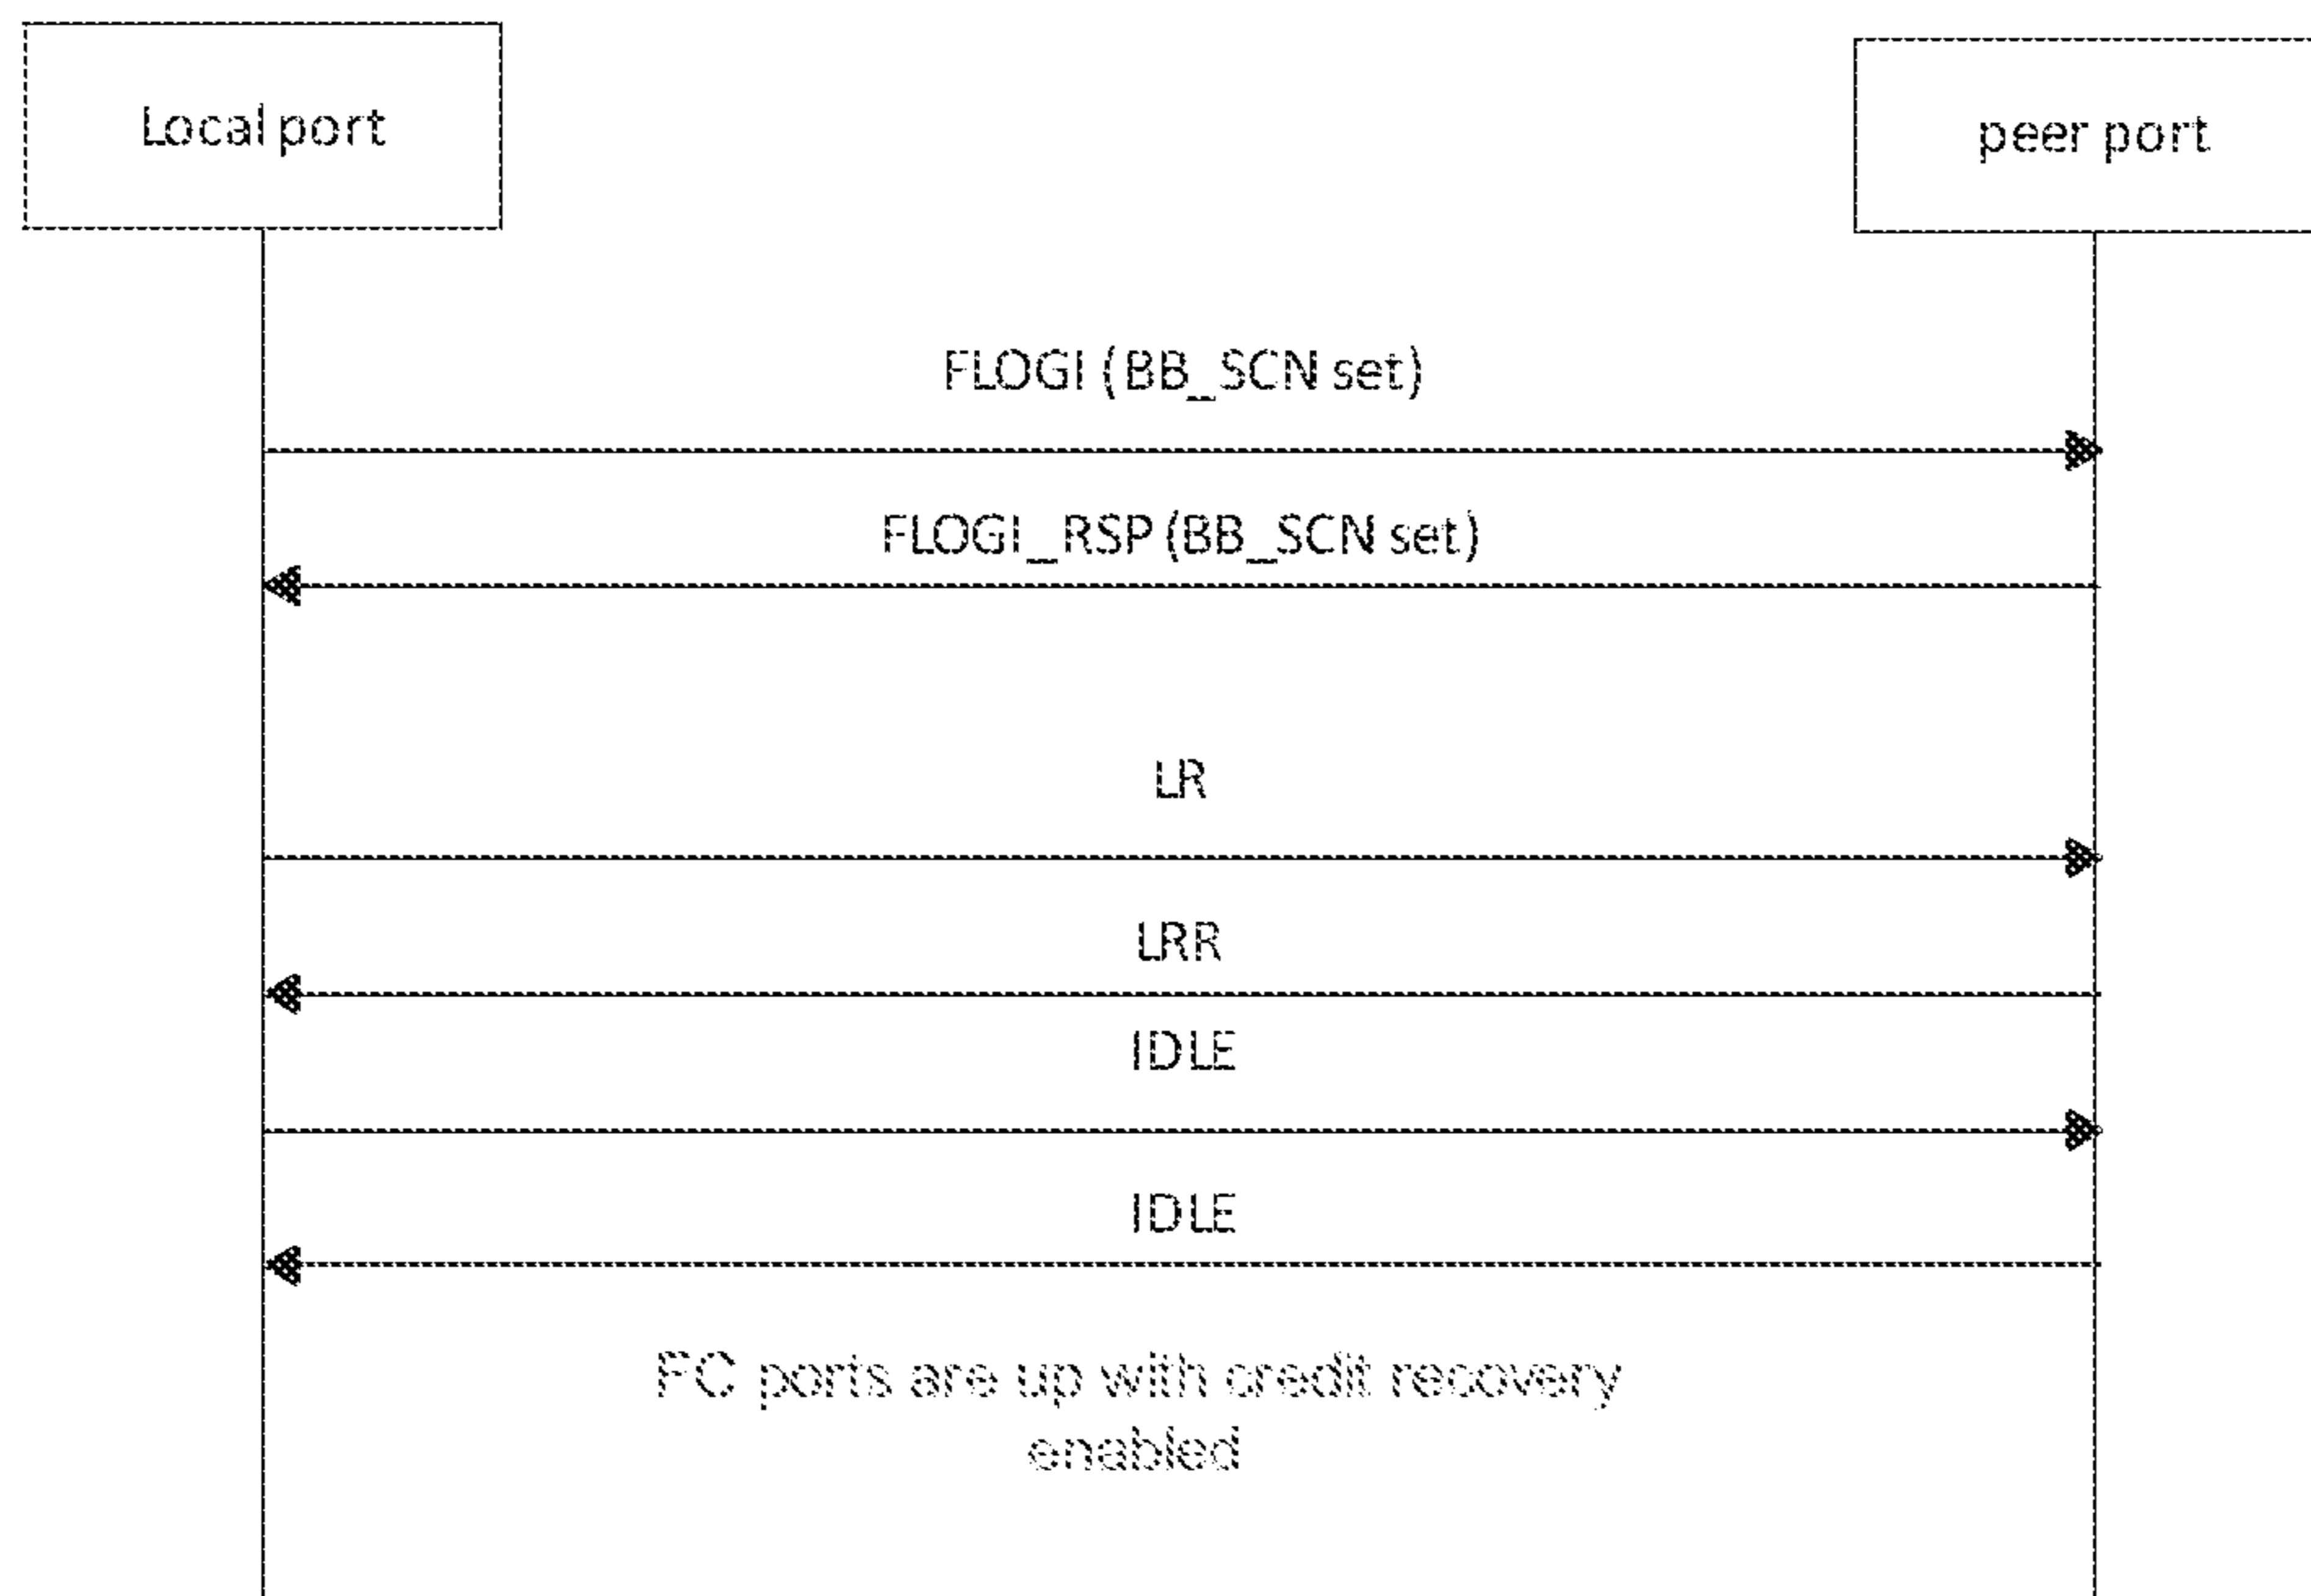 Local port
peer port
FLOGI (BB_SCN set)
FLOGI_RSP (BB_SCN set)
LR
LRR
IDLE
IDLE
FC ports are up with credit recovery
enabled